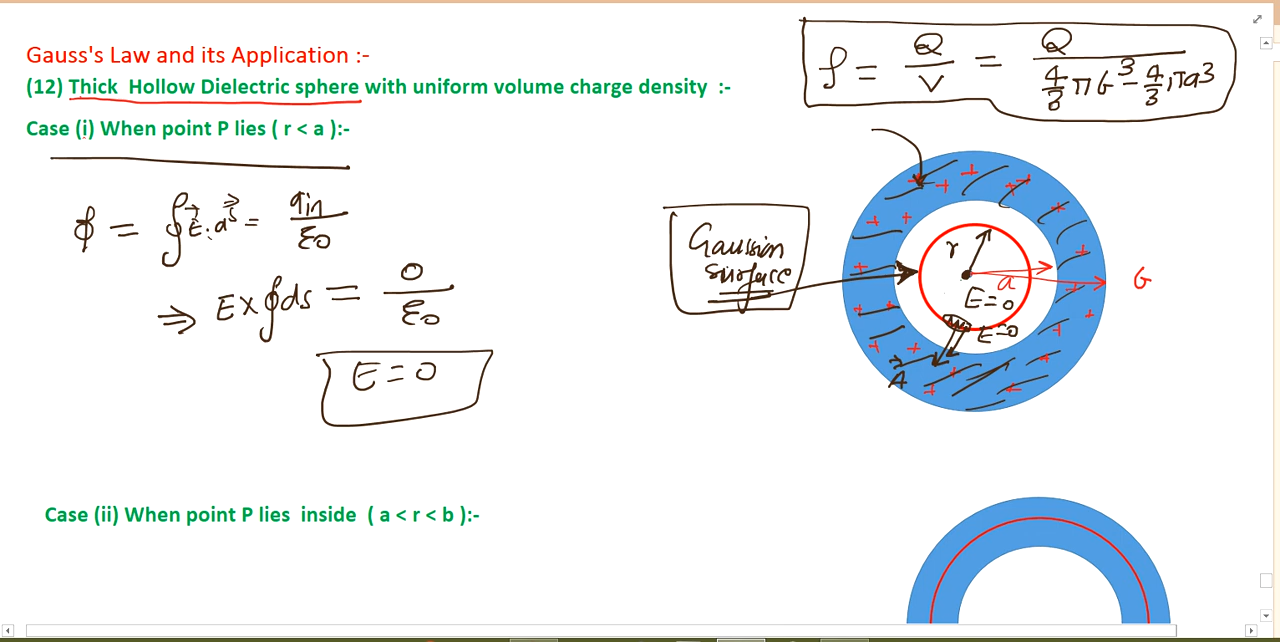 Gauss's Law and its Application :-
(12) Thick Hollow Dielectric sphere with uniform volume charge density :-
Case (i) When point P lies ( r < a ):-
ρ = Q/V = Q/(4/3 πb³ - 4/3 πa³)
ϕ = ∮E⃗.ds⃗ = qin/ε0
⇒ E×∮ds = 0/ε0
E=0
Gaussian
surface
r
a
b
E=0
E=0
A
Case (ii) When point P lies inside ( a < r < b ):-